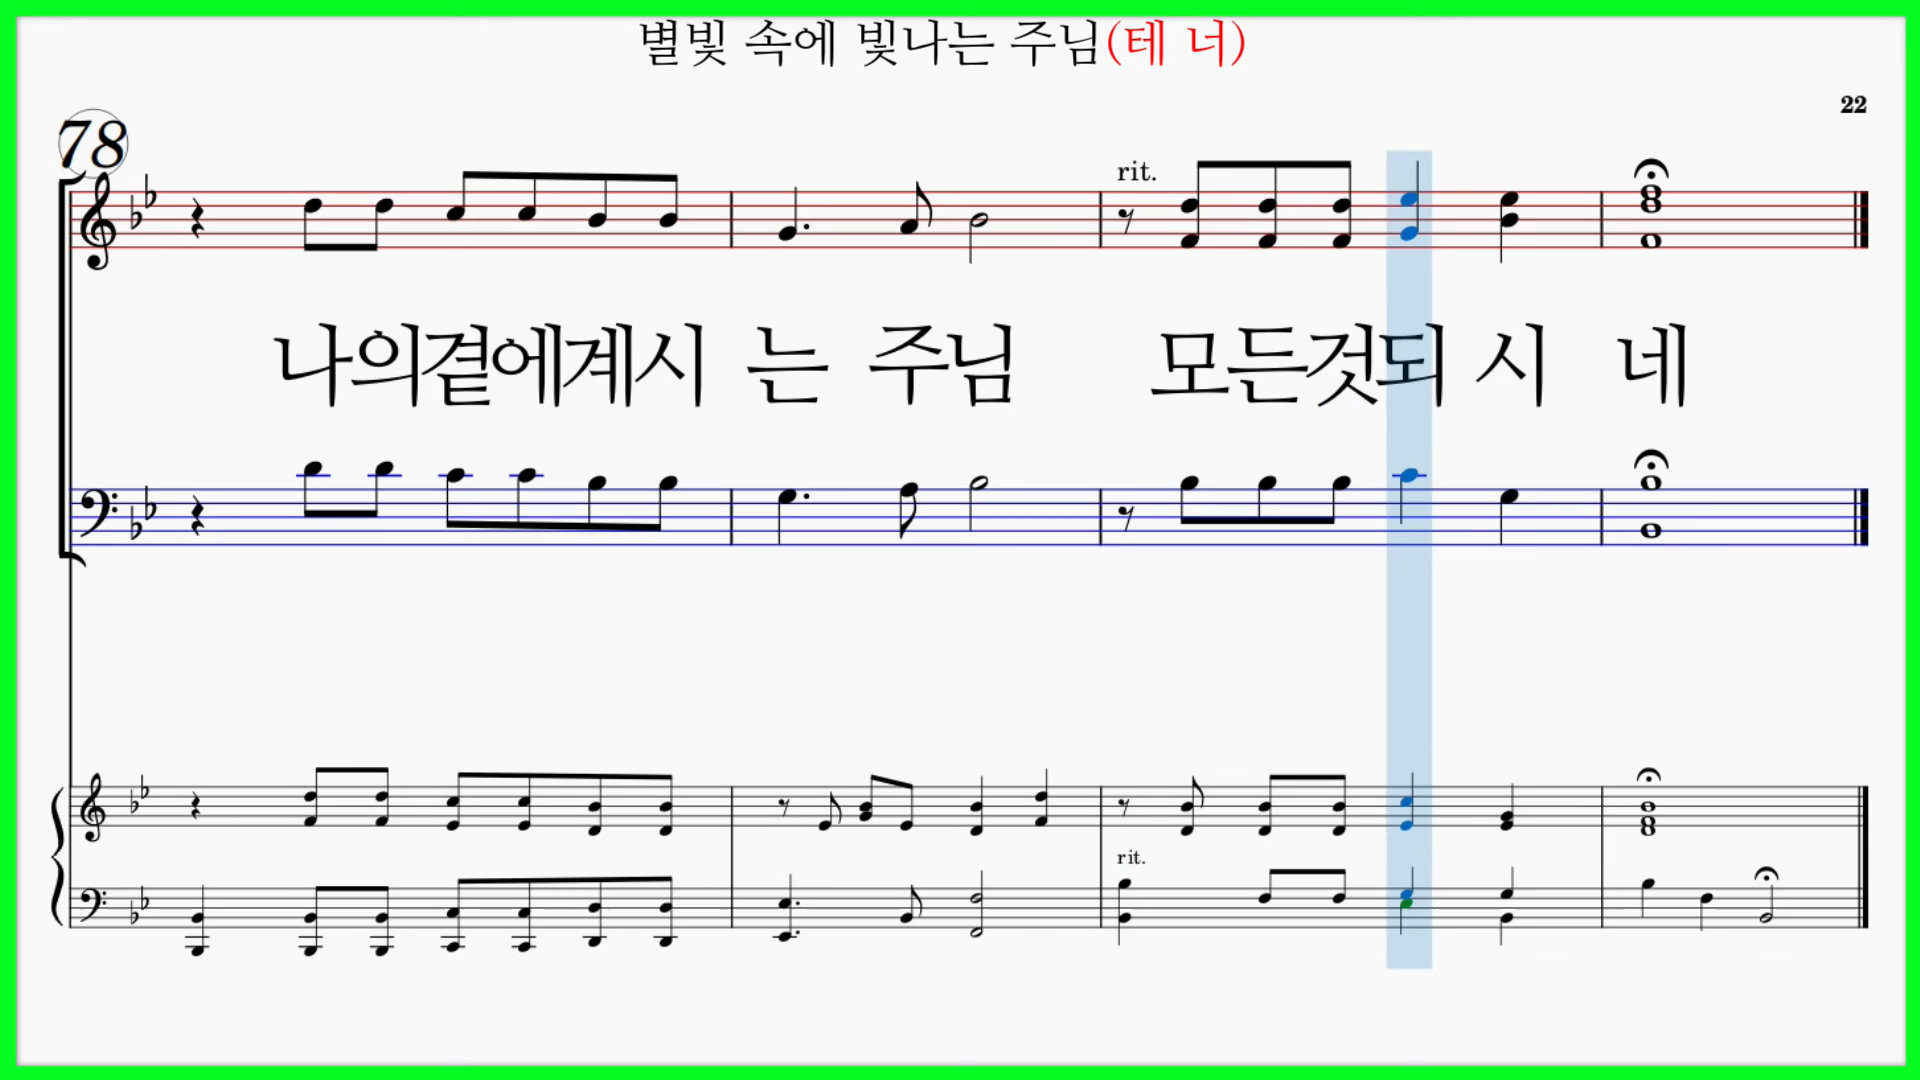 별빛 속에 빛나는 주님(테 너)
22
78
rit.
나의곁에계시 는 주님 모든것되 시 네
rit.